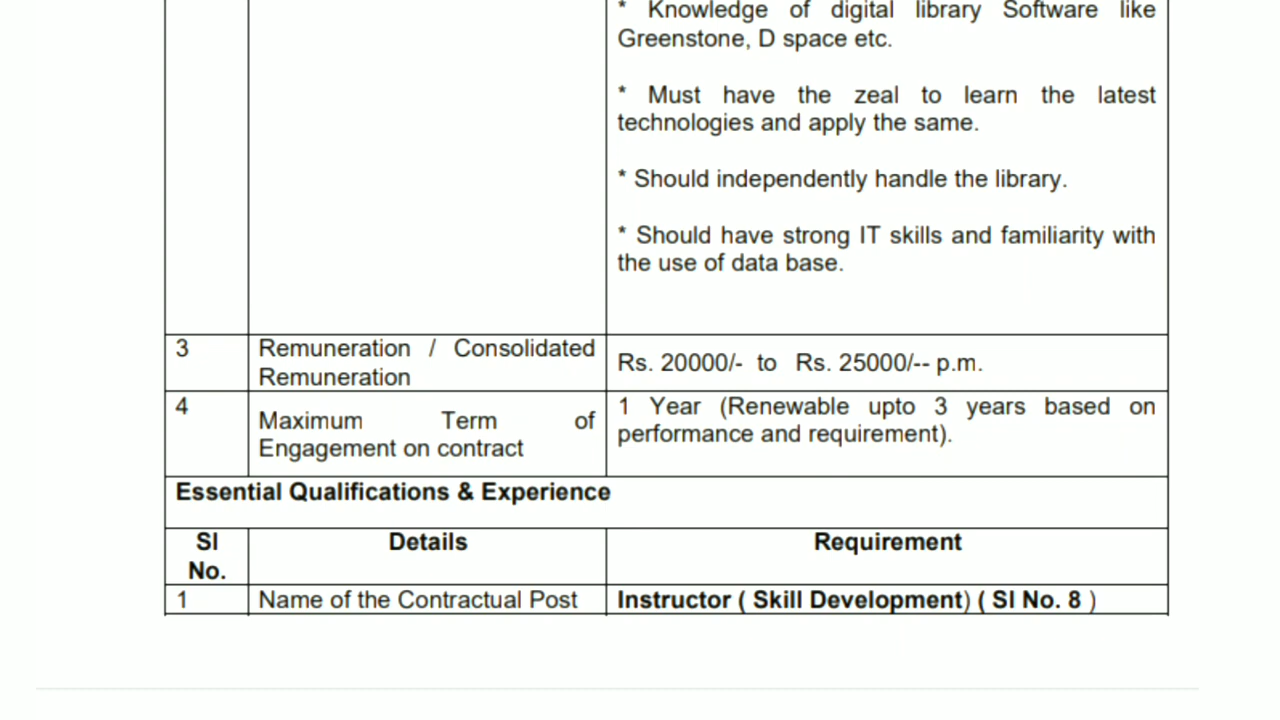 * Knowledge of digital library Software like
Greenstone, D space etc.
* Must have the zeal to learn the latest
technologies and apply the same.
* Should independently handle the library.
* Should have strong IT skills and familiarity with
the use of data base.
3
Remuneration / Consolidated
Remuneration
Rs. 20000/- to Rs. 25000/-- p.m.
4
Maximum Term of
Engagement on contract
1 Year (Renewable upto 3 years based on
performance and requirement).
Essential Qualifications & Experience
Sl
No.
Details
Requirement
1
Name of the Contractual Post
Instructor ( Skill Development) ( Sl No. 8 )